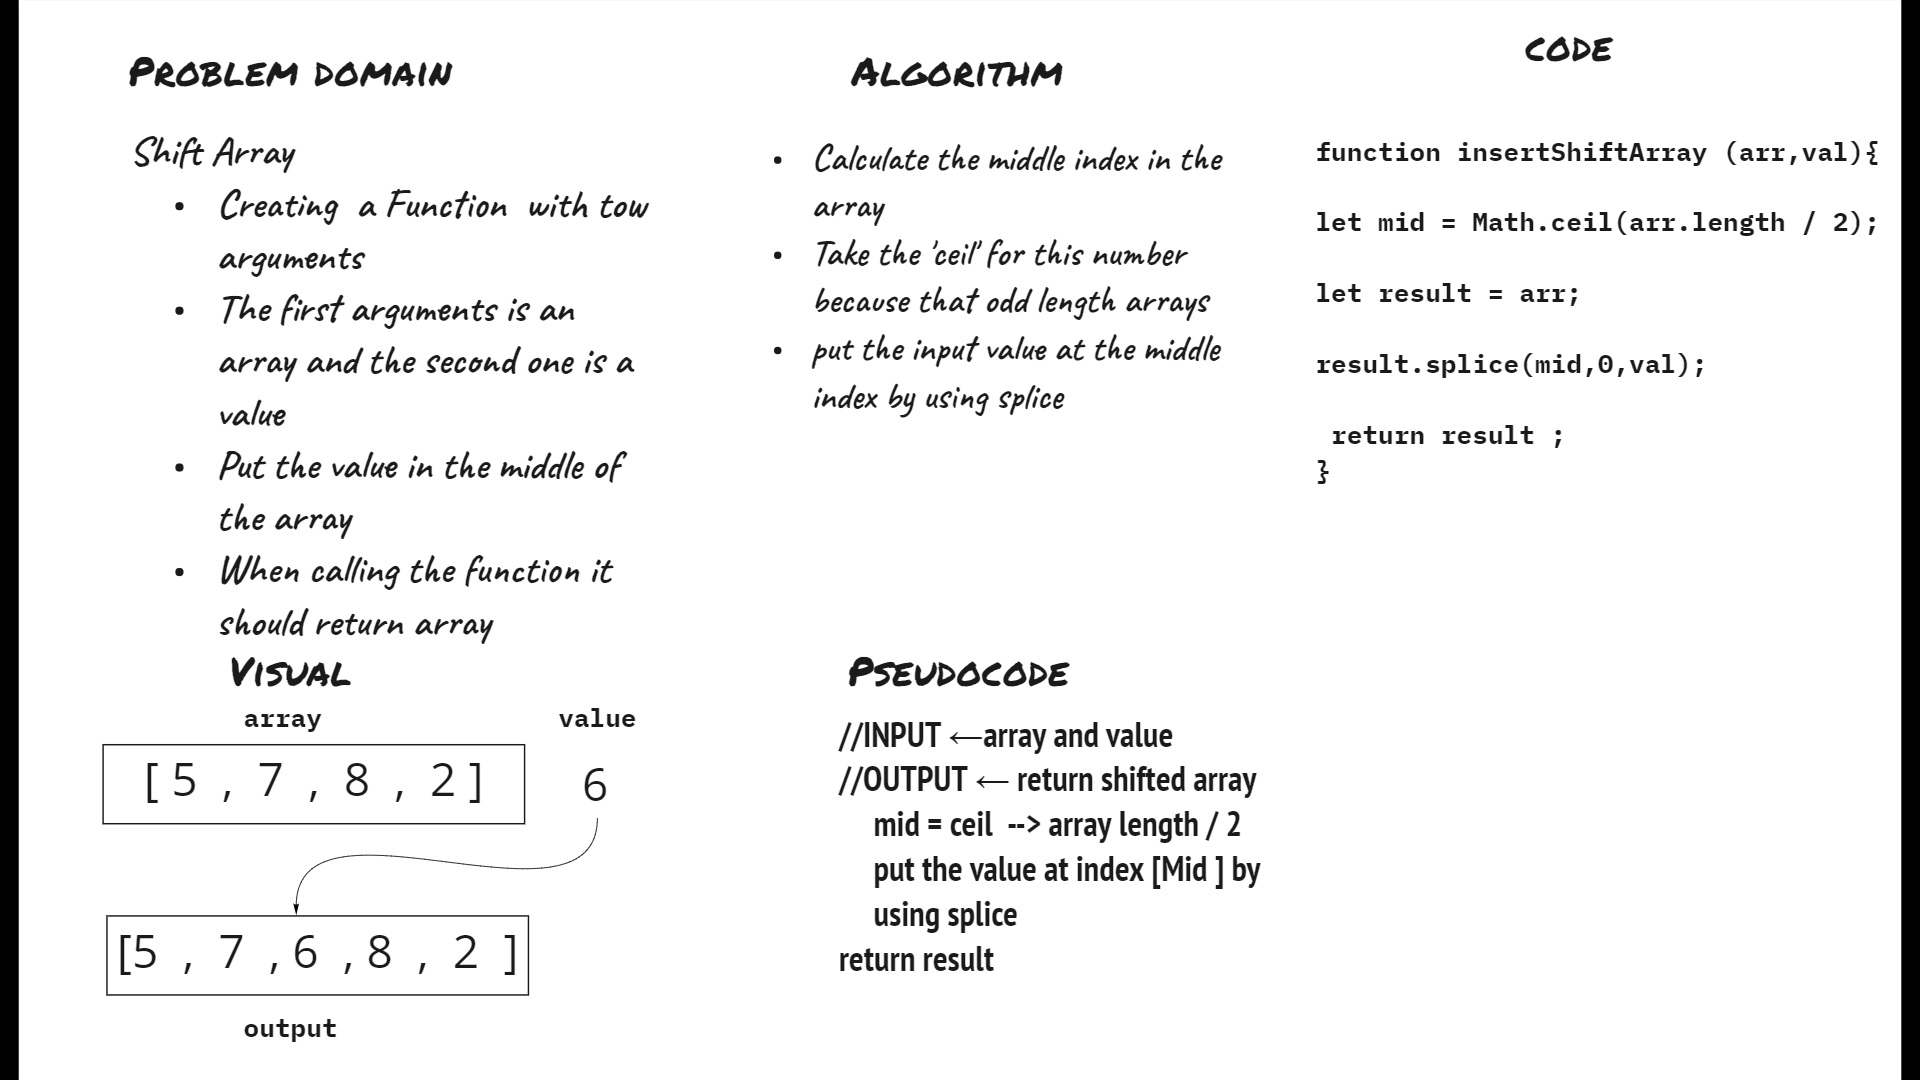 Problem domain
Shift Array
• Creating a Function with tow
arguments
• The first arguments is an
array and the second one is a
value
• Put the value in the middle of
the array
• When calling the function it
should return array
Visual
array value
[ 5 , 7 , 8 , 2 ] 6
[5 , 7 , 6 , 8 , 2 ]
output
Algorithm
• Calculate the middle index in the
array
• Take the 'ceil' for this number
because that odd length arrays
• put the input value at the middle
index by using splice
Pseudocode
//INPUT ⟵array and value
//OUTPUT ⟵ return shifted array
mid = ceil --> array length / 2
put the value at index [Mid ] by
using splice
return result
code
function insertShiftArray (arr,val){
let mid = Math.ceil(arr.length / 2);
let result = arr;
result.splice(mid,0,val);
return result ;
}